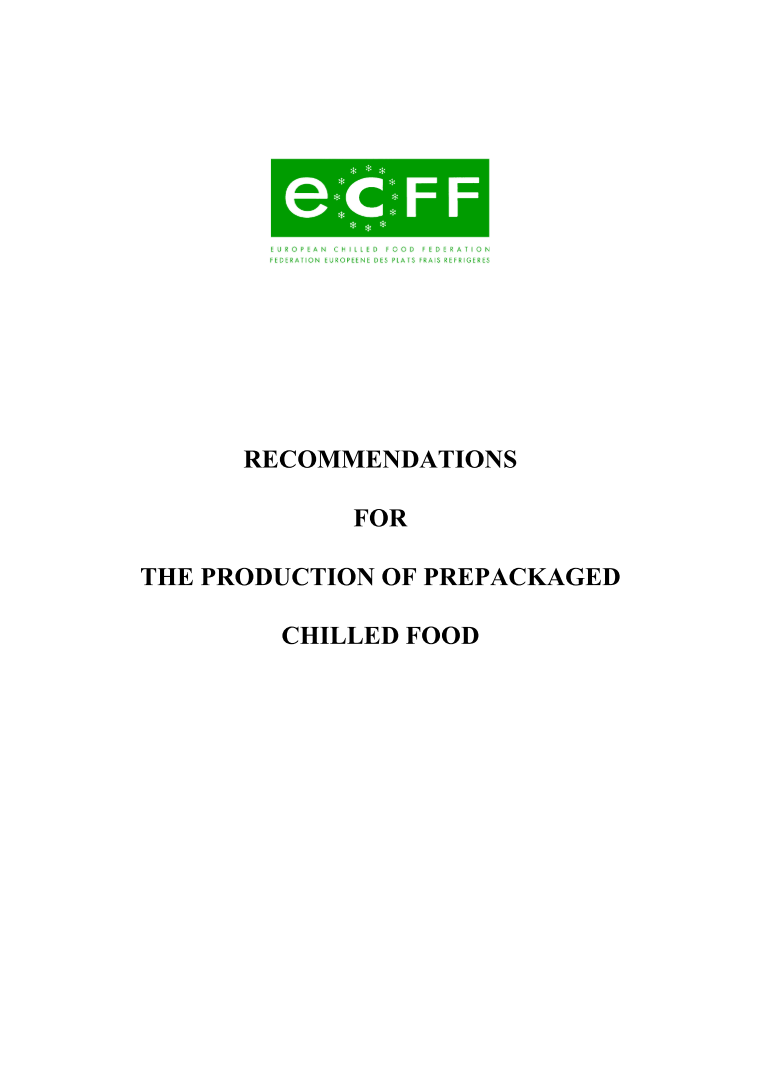 ecFF
EUROPEAN CHILLED FOOD FEDERATION
FEDERATION EUROPEENE DES PLATS FRAIS REFRIGERES
RECOMMENDATIONS
FOR
THE PRODUCTION OF PREPACKAGED
CHILLED FOOD